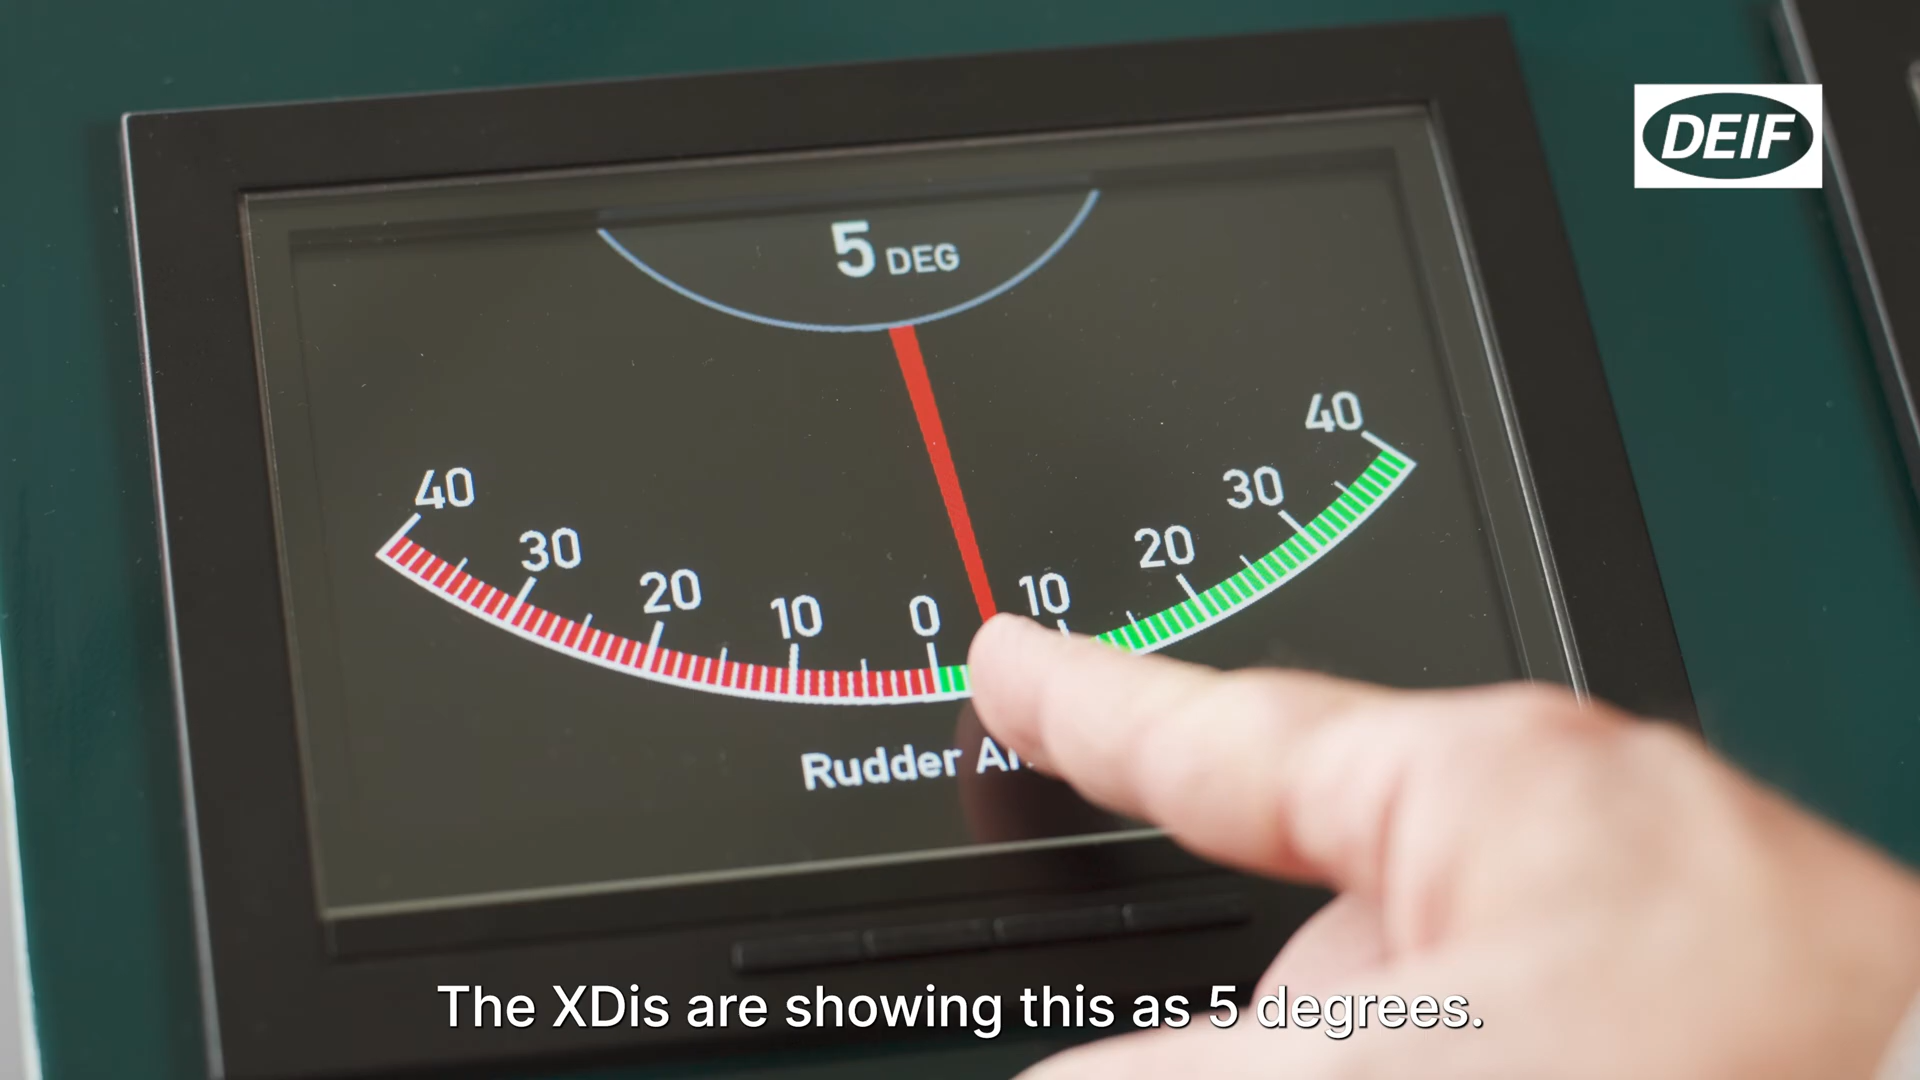 DEIF
5 DEG
40 30 20 10 0 10 20 30 40
Rudder
The XDis are showing this as 5 degrees.